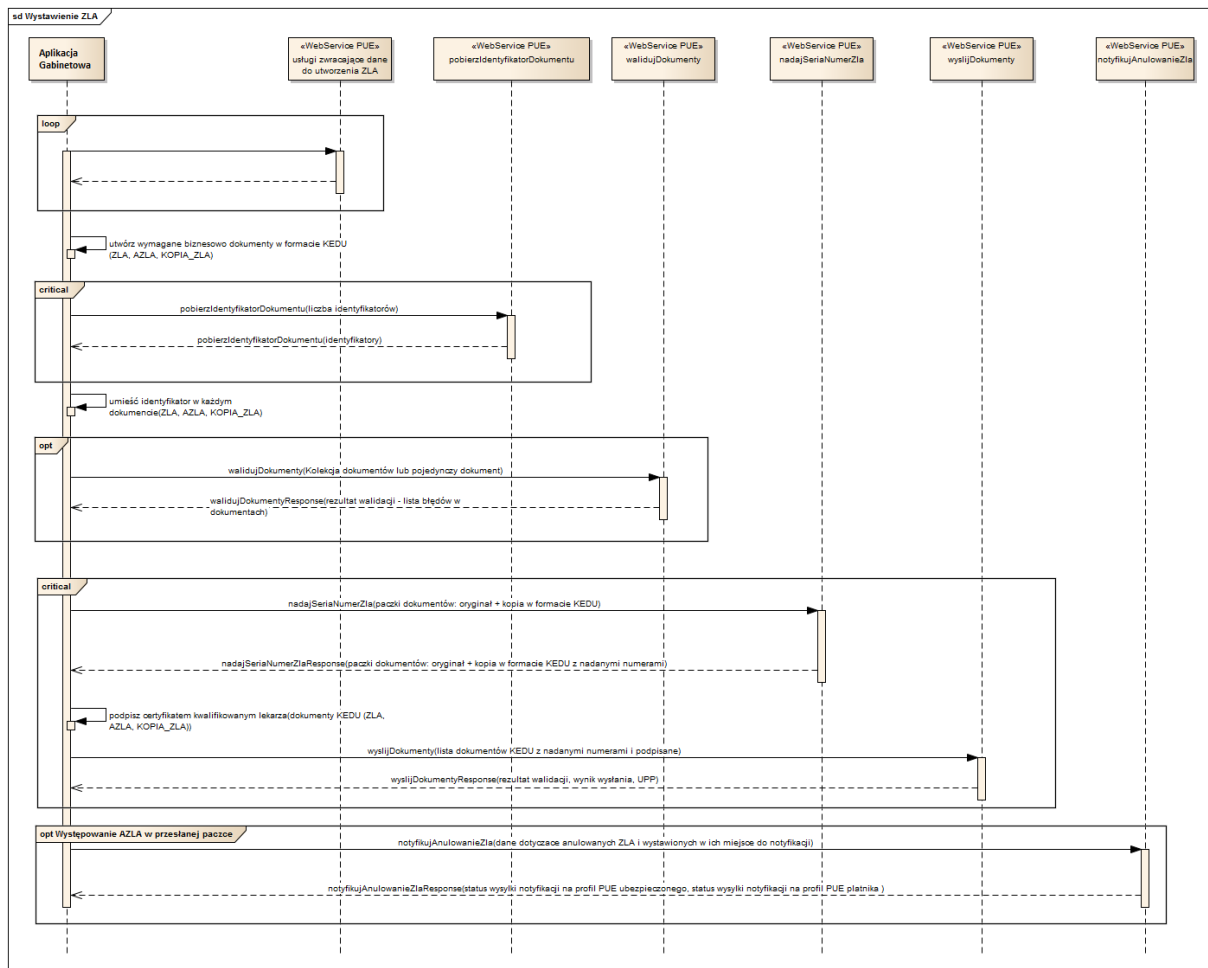 sd Wystawienie ZLA
Aplikacja
Gabinetowa
«WebService PUE»
usługi zwracające dane
do utworzenia ZLA
«WebService PUE»
pobierzIdentyfikatorDokumentu
«WebService PUE»
walidujDokumenty
«WebService PUE»
nadajSeriaNumerZla
«WebService PUE»
wyslijDokumenty
«WebService PUE»
notyfikujAnulowanieZla
loop
utwórz wymagane biznesowo dokumenty w formacie KEDU
(ZLA, AZLA, KOPIA_ZLA)
critical
pobierzIdentyfikatorDokumentu(liczba identyfikatorów)
pobierzIdentyfikatorDokumentu(identyfikatory)
umieść identyfikator w każdym
dokumencie(ZLA, AZLA, KOPIA_ZLA)
opt
walidujDokumenty(Kolekcja dokumentów lub pojedynczy dokument)
walidujDokumentyResponse(rezultat walidacji - lista błędów w
dokumentach)
critical
nadajSeriaNumerZla(paczki dokumentów: oryginał + kopia w formacie KEDU)
nadajSeriaNumerZlaResponse(paczki dokumentów: oryginał + kopia w formacie KEDU z nadanymi numerami)
podpisz certyfikatem kwalifikowanym lekarza(dokumenty KEDU (ZLA,
AZLA, KOPIA_ZLA))
wyslijDokumenty(lista dokumentów KEDU z nadanymi numerami i podpisane)
wyslijDokumentyResponse(rezultat walidacji, wynik wysłania, UPP)
opt Występowanie AZLA w przesłanej paczce
notyfikujAnulowanieZla(dane dotyczace anulowanych ZLA i wystawionych w ich miejsce do notyfikacji)
notyfikujAnulowanieZlaResponse(status wysylki notyfikacji na profil PUE ubezpieczonego, status wysylki notyfikacji na profil PUE platnika )